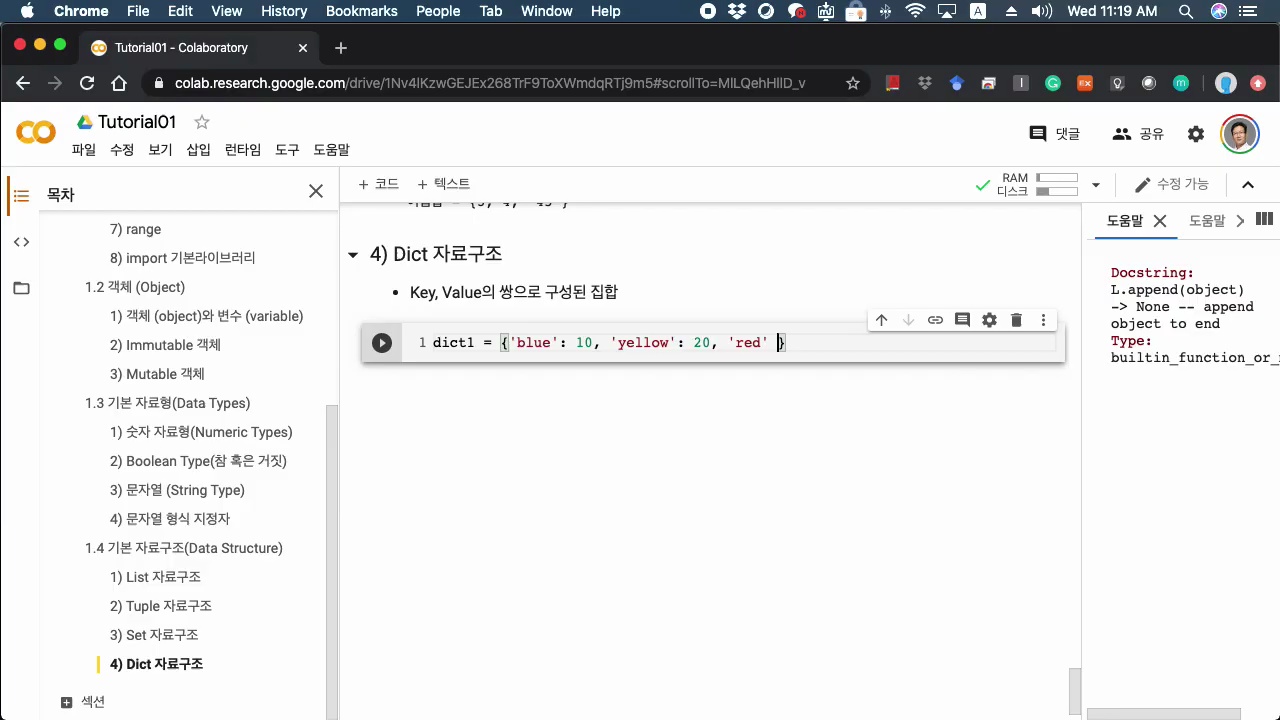 Chrome File Edit View History Bookmarks People Tab Window Help
A Wed 11:19 AM
Tutorial01 - Colaboratory
colab.research.google.com/drive/1Nv4lKzwGEJEx268TrF9ToXWmdqRTj9m5#scrollTo=MlLQehHlID_v
Tutorial01
댓글
공유
파일 수정 보기 삽입 런타임 도구 도움말
목차
+ 코드 + 텍스트
RAM
디스크
수정 가능
7) range
8) import 기본라이브러리
1.2 객체 (Object)
1) 객체 (object)와 변수 (variable)
2) Immutable 객체
3) Mutable 객체
1.3 기본 자료형(Data Types)
1) 숫자 자료형(Numeric Types)
2) Boolean Type(참 혹은 거짓)
3) 문자열 (String Type)
4) 문자열 형식 지정자
1.4 기본 자료구조(Data Structure)
1) List 자료구조
2) Tuple 자료구조
3) Set 자료구조
4) Dict 자료구조
섹션
4) Dict 자료구조
• Key, Value의 쌍으로 구성된 집합
1 dict1 = {'blue': 10, 'yellow': 20, 'red' }
도움말
도움말
Docstring:
L.append(object)
-> None -- append
object to end
Type:
builtin_function_or_